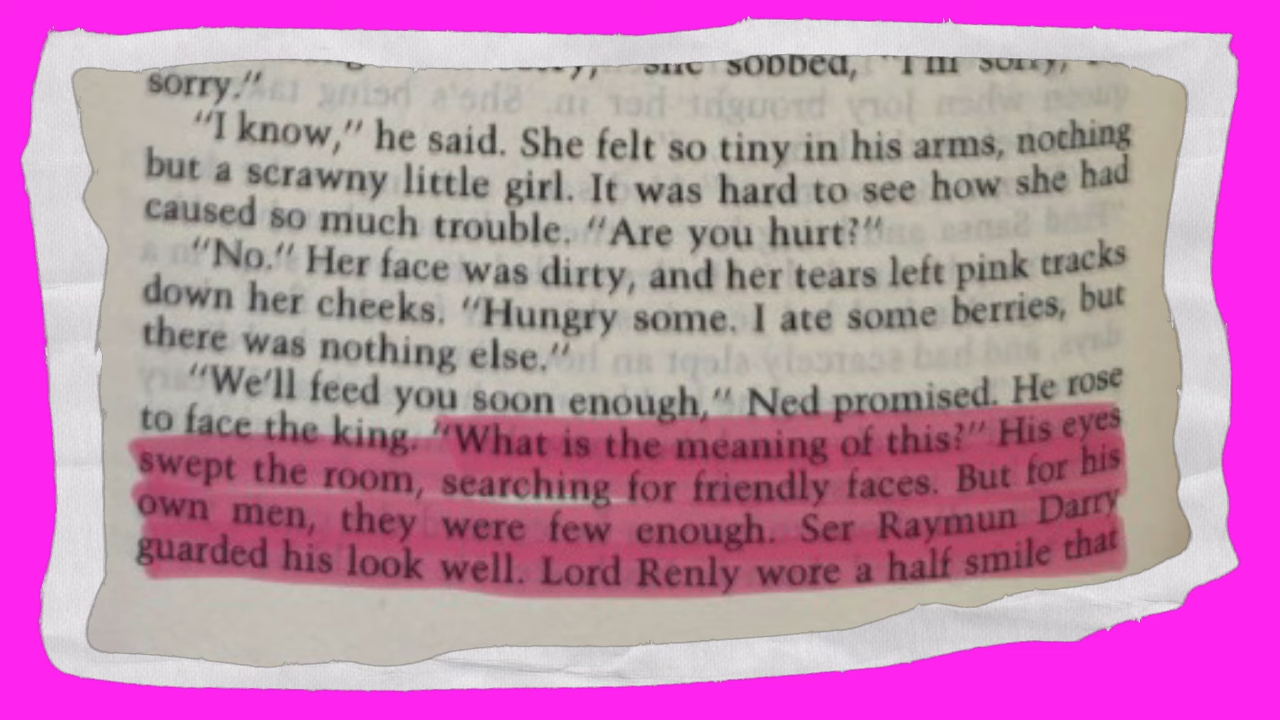 sobbed, "I'm sorry,
sorry."
"I know," he said. She felt so tiny in his arms, nothing
but a scrawny little girl. It was hard to see how she had
caused so much trouble. "Are you hurt?"
"No." Her face was dirty, and her tears left pink tracks
down her cheeks. "Hungry some. I ate some berries, but
there was nothing else."
"We'll feed you soon enough," Ned promised. He rose
to face the king. "What is the meaning of this?" His eyes
swept the room, searching for friendly faces. But for his
own men, they were few enough. Ser Raymun Darry
guarded his look well. Lord Renly wore a half smile that